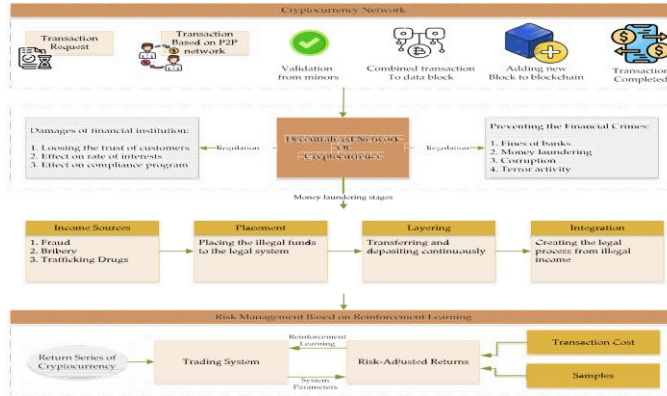 Cryptocurrency Network
Transaction
Request
Transaction
Based on P2P
network
Validation
from minors
Combined transaction
To data block
Adding new
Block to blockchain
Transaction
Completed
Damages of financial institution:
1. Loosing the trust of customers
2. Effect on rate of interests
3. Effect on compliance program
Regulation
Decentralized Network
Of
Cryptocurrency
Regulation
Preventing the Financial Crimes:
1. Fines of banks
2. Money laundering
3. Corruption
4. Terror activity
Money laundering stages
Income Sources
1. Fraud
2. Bribery
3. Trafficking Drugs
Placement
Placing the illegal funds
to the legal system
Layering
Transferring and
depositing continuously
Integration
Creating the legal
process from illegal
income
Risk Management Based on Reinforcement Learning
Return Series of
Cryptocurrency
Trading System
Reinforcement
Learning
System
Parameters
Risk-Adjusted Returns
Transaction Cost
Samples